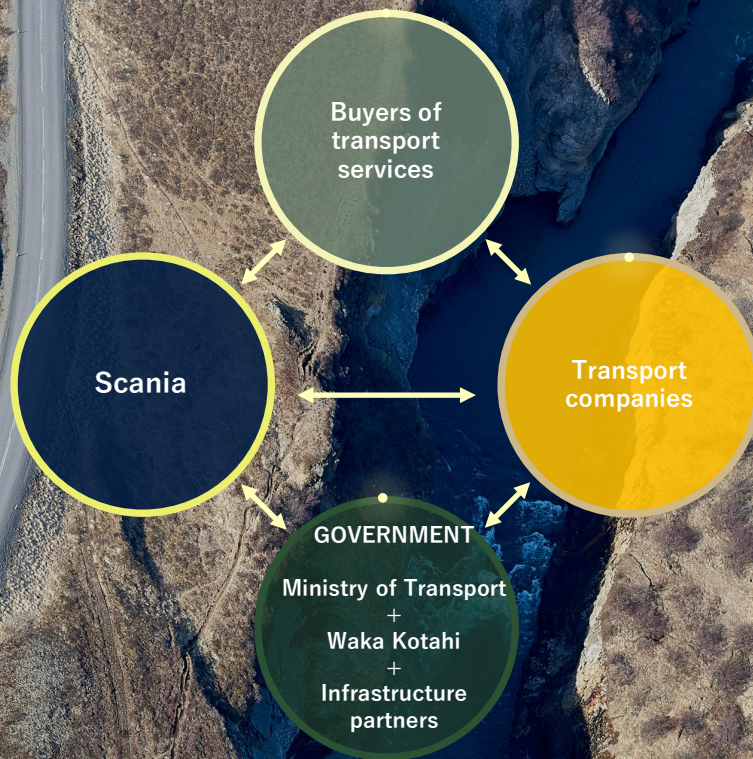 Buyers of
transport
services
Scania
Transport
companies
GOVERNMENT
Ministry of Transport
+
Waka Kotahi
+
Infrastructure
partners